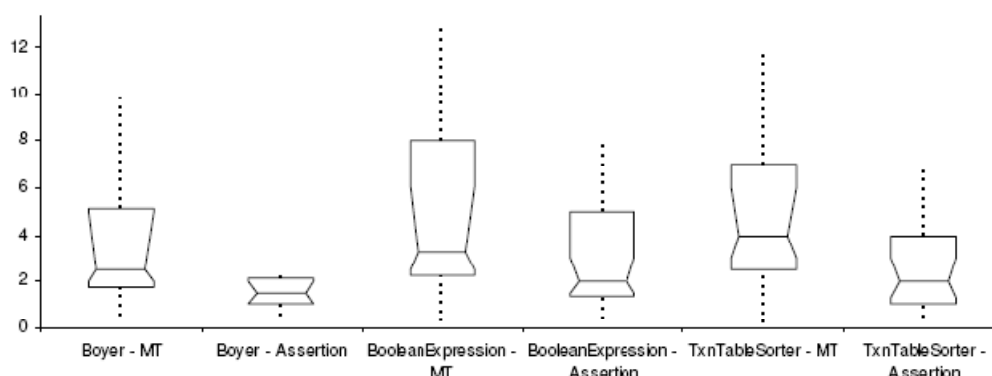 12
10
8
6
4
2
0
Boyer - MT
Boyer - Assertion
BooleanExpression -
MT
BooleanExpression -
Assertion
TxnTableSorter - MT
TxnTableSorter -
Assertion